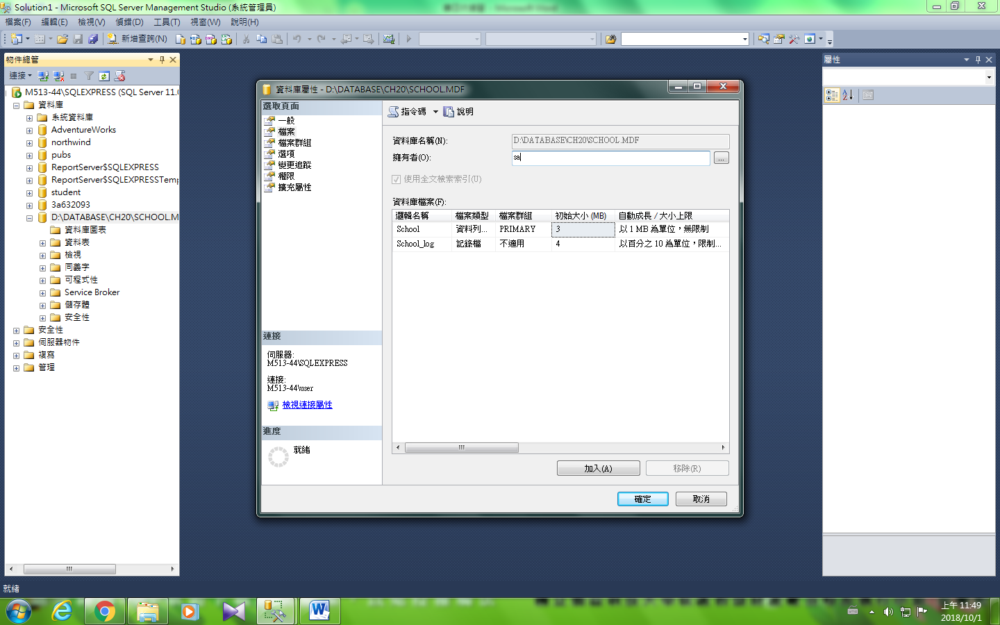 Solution1 - Microsoft SQL Server Management Studio (系統管理員)
檔案(F) 編輯(E) 檢視(V) 偵錯(D) 工具(T) 視窗(W) 說明(H)
新增查詢(N)
物件總管
連接
M513-44\SQLEXPRESS (SQL Server 11.0
資料庫
系統資料庫
AdventureWorks
northwind
pubs
ReportServer$SQLEXPRESS
ReportServer$SQLEXPRESSTemp
student
3a632093
D:\DATABASE\CH20\SCHOOL.M
資料庫圖表
資料表
檢視
同義字
可程式性
Service Broker
儲存體
安全性
安全性
伺服器物件
複寫
管理
資料庫屬性 - D:\DATABASE\CH20\SCHOOL.MDF
選取頁面
一般
檔案
檔案群組
選項
變更追蹤
權限
擴充屬性
連接
伺服器:
M513-44\SQLEXPRESS
連接:
M513-44\user
檢視連接屬性
進度
就緒
指令碼 說明
資料庫名稱(N): D:\DATABASE\CH20\SCHOOL.MDF
擁有者(O): sa ...
使用全文檢索索引(U)
資料庫檔案(F):
邏輯名稱 檔案類型 檔案群組 初始大小 (MB) 自動成長 / 大小上限
School 資料列... PRIMARY 3 以 1 MB 為單位，無限制
School_log 記錄檔 不適用 4 以百分之 10 為單位，限制...
加入(A) 移除(R)
確定 取消
屬性
就緒
上午 11:49
2018/10/1